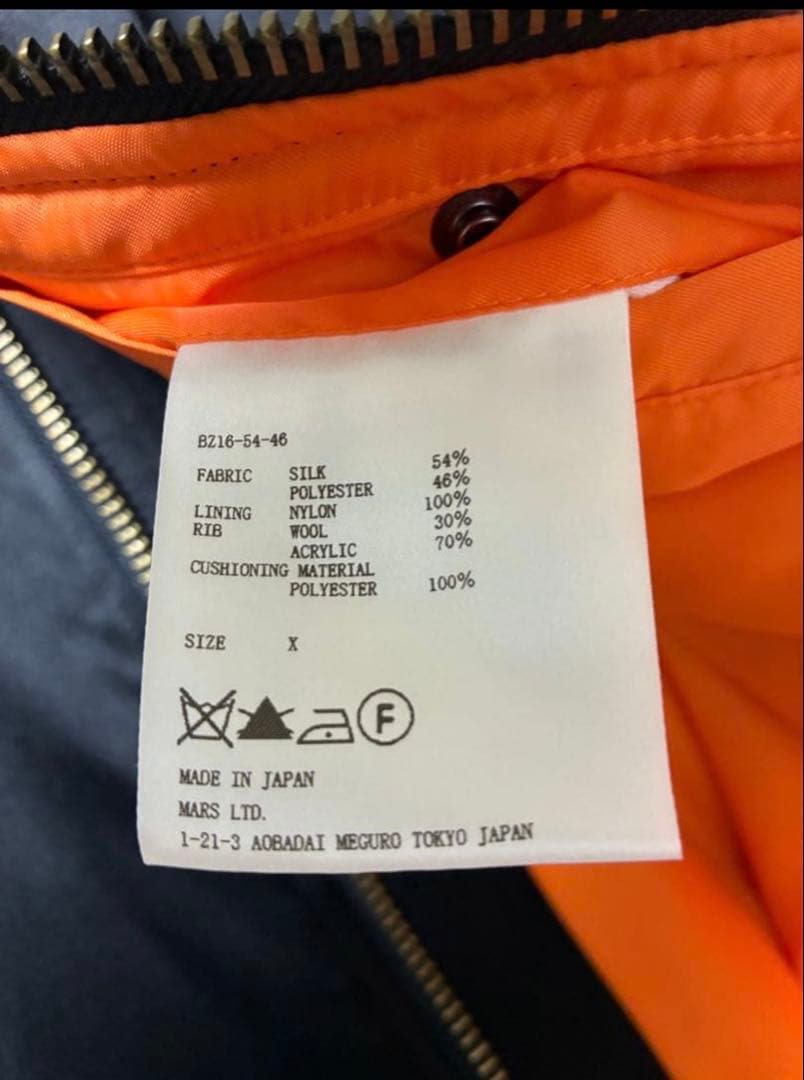 BZ16-54-46
FABRIC SILK 54%
POLYESTER 46%
LINING NYLON 100%
RIB WOOL 30%
ACRYLIC 70%
CUSHIONING MATERIAL
POLYESTER 100%
SIZE X
F
MADE IN JAPAN
MARS LTD.
1-21-3 AOBADAI MEGURO TOKYO JAPAN